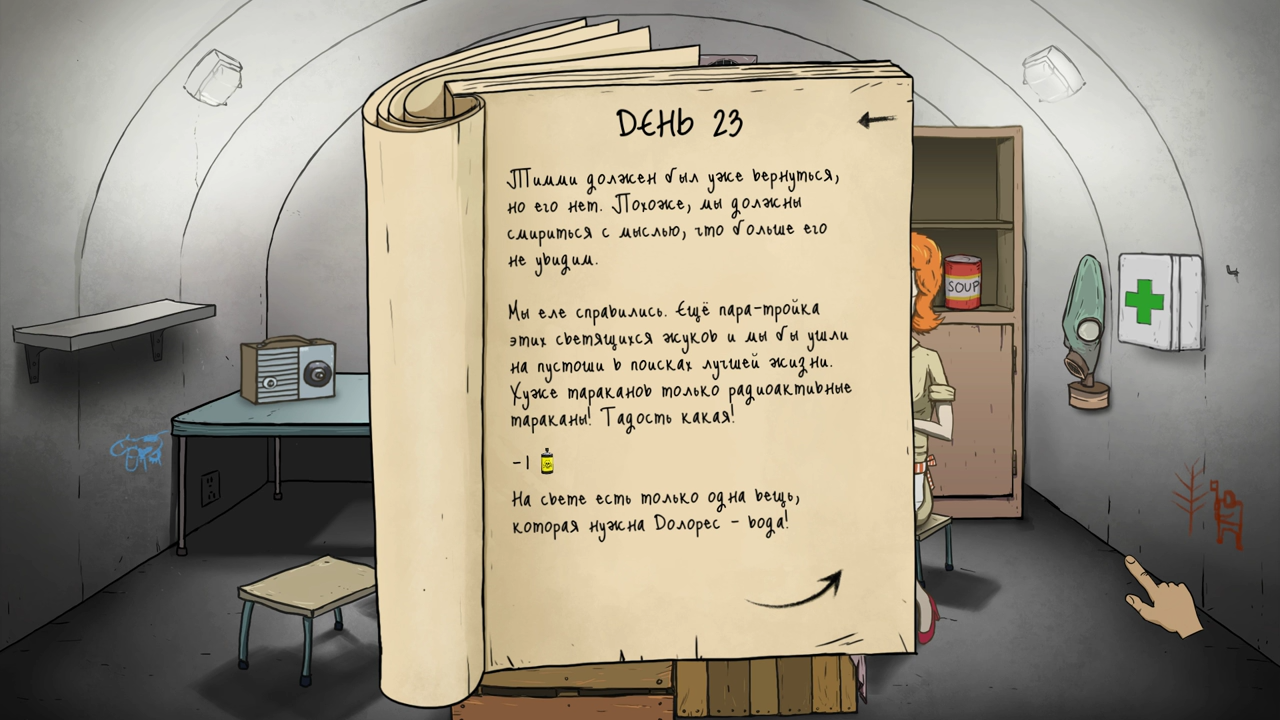 День 23
Тимми должен был уже вернуться,
но его нет. Похоже, мы должны
смириться с мыслью, что больше его
не увидим.
Мы еле справились. Ещё пара-тройка
этих светящихся жуков и мы бы ушли
на пустоши в поисках лучшей жизни.
Хуже тараканов только радиоактивные
тараканы! Гадость какая!
-1
На свете есть только одна вещь,
которая нужна Долорес - вода!
SOUP